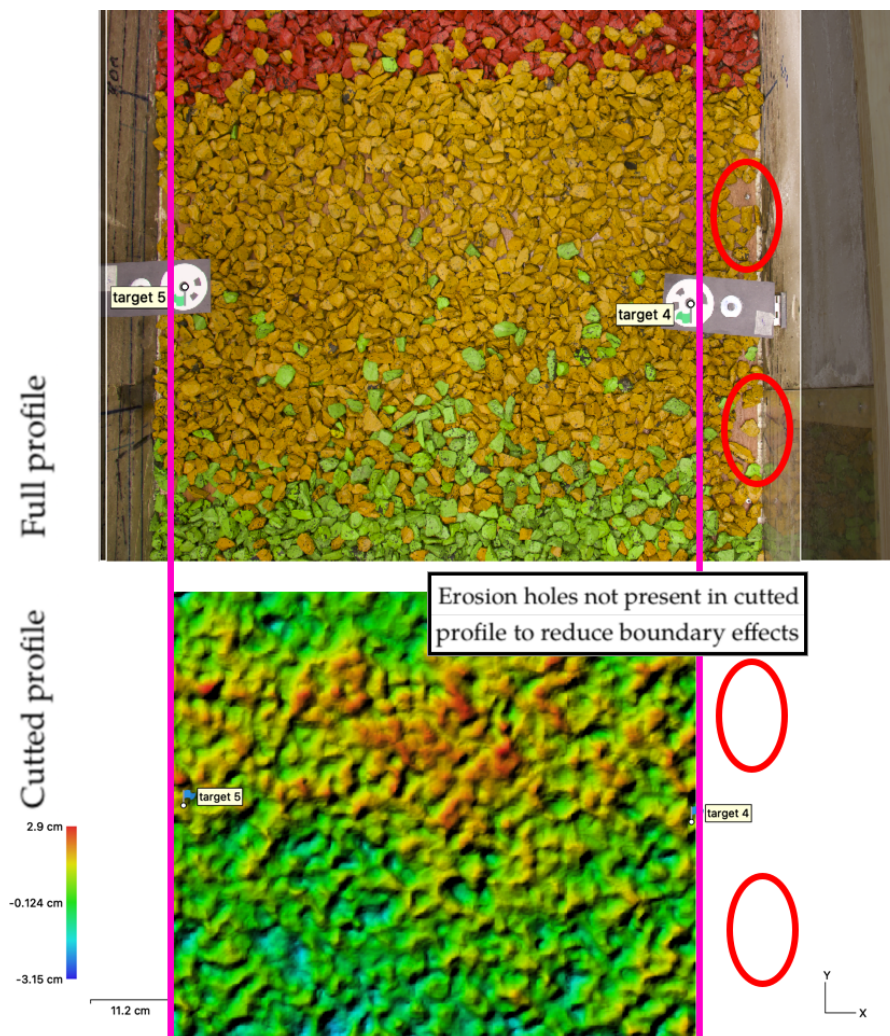 Full profile
target 5
target 4
Erosion holes not present in cutted
profile to reduce boundary effects
Cutted profile
target 5
target 4
2.9 cm
-0.124 cm
-3.15 cm
11.2 cm
Y
X